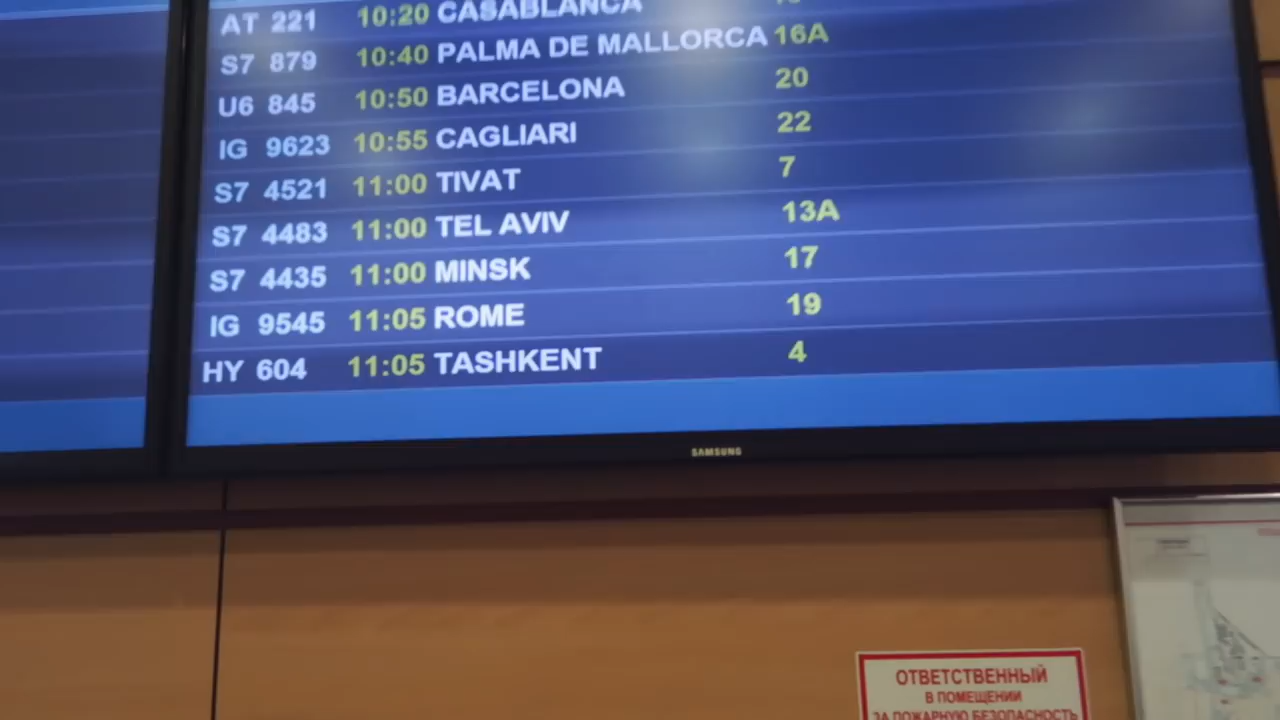 AT 221 10:20 CASABLANCA
S7 879 10:40 PALMA DE MALLORCA 16A
U6 845 10:50 BARCELONA 20
IG 9623 10:55 CAGLIARI 22
S7 4521 11:00 TIVAT 7
S7 4483 11:00 TEL AVIV 13A
S7 4435 11:00 MINSK 17
IG 9545 11:05 ROME 19
HY 604 11:05 TASHKENT 4
SAMSUNG
ОТВЕТСТВЕННЫЙ
В ПОМЕЩЕНИИ
ЗА ПОЖАРНУЮ БЕЗОПАСНОСТЬ